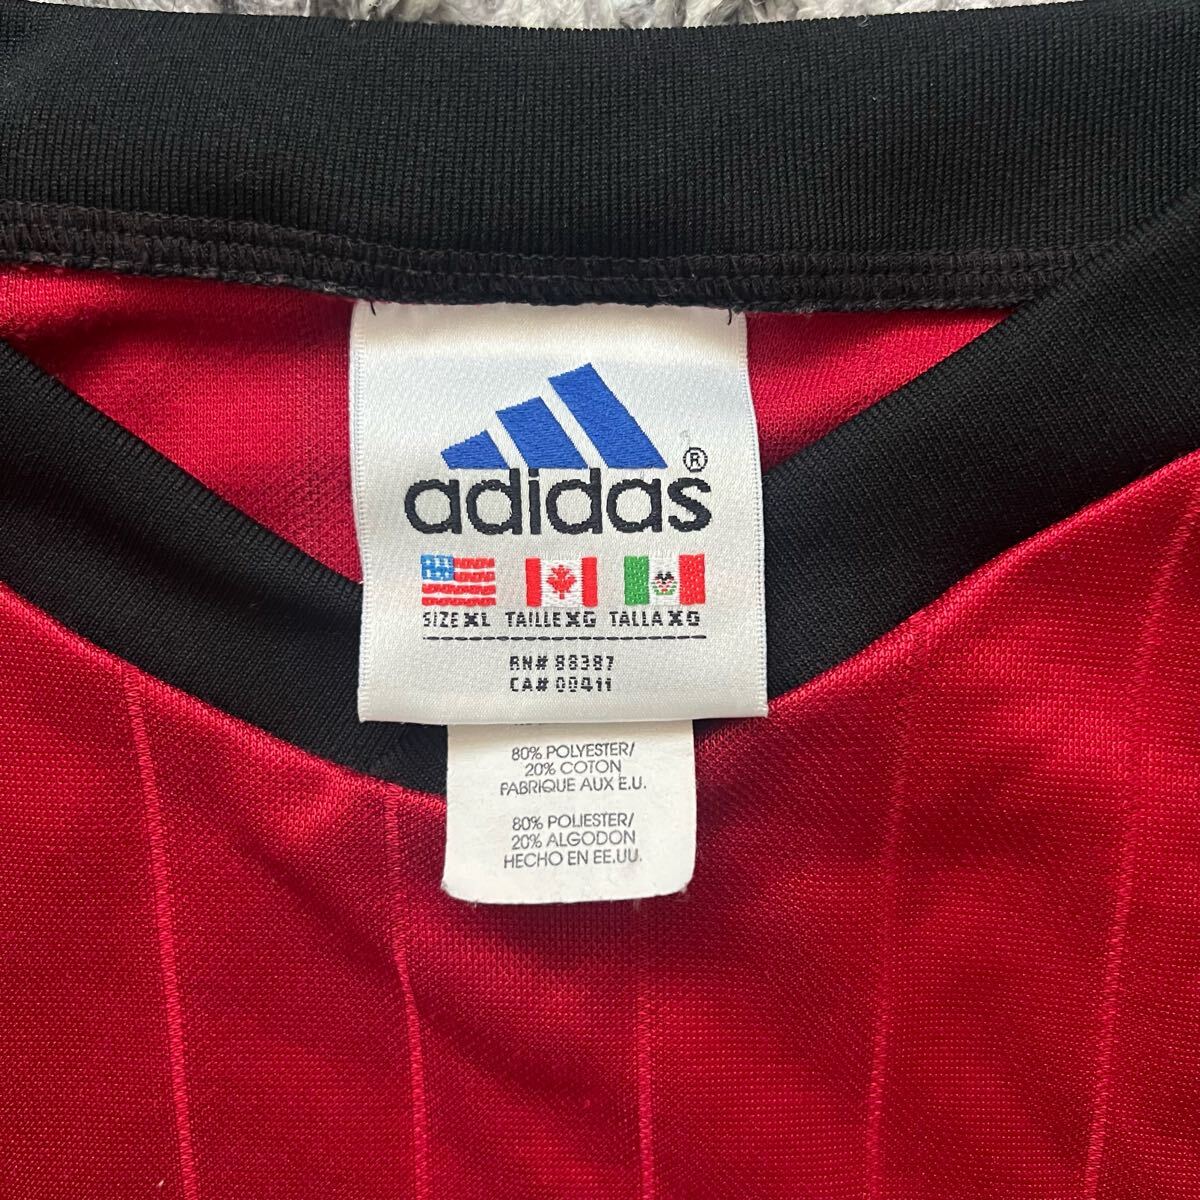 adidas®
SIZE XL TAILLE XG TALLA XG
RN# 88387
CA# 00411
80% POLYESTER/
20% COTON
FABRIQUE AUX E.U.
80% POLIESTER/
20% ALGODON
HECHO EN EE.UU.